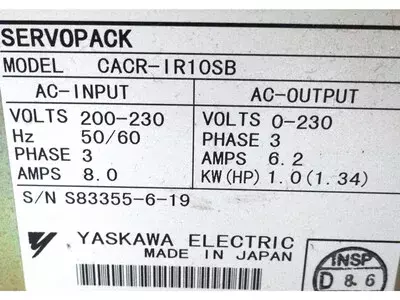 SERVOPACK
MODEL CACR-IR10SB
AC-INPUT AC-OUTPUT
VOLTS 200-230 VOLTS 0-230
Hz 50/60 PHASE 3
PHASE 3 AMPS 6.2
AMPS 8.0 KW(HP) 1.0(1.34)
S/N S83355-6-19
YASKAWA ELECTRIC
MADE IN JAPAN
INSP
D 8.6